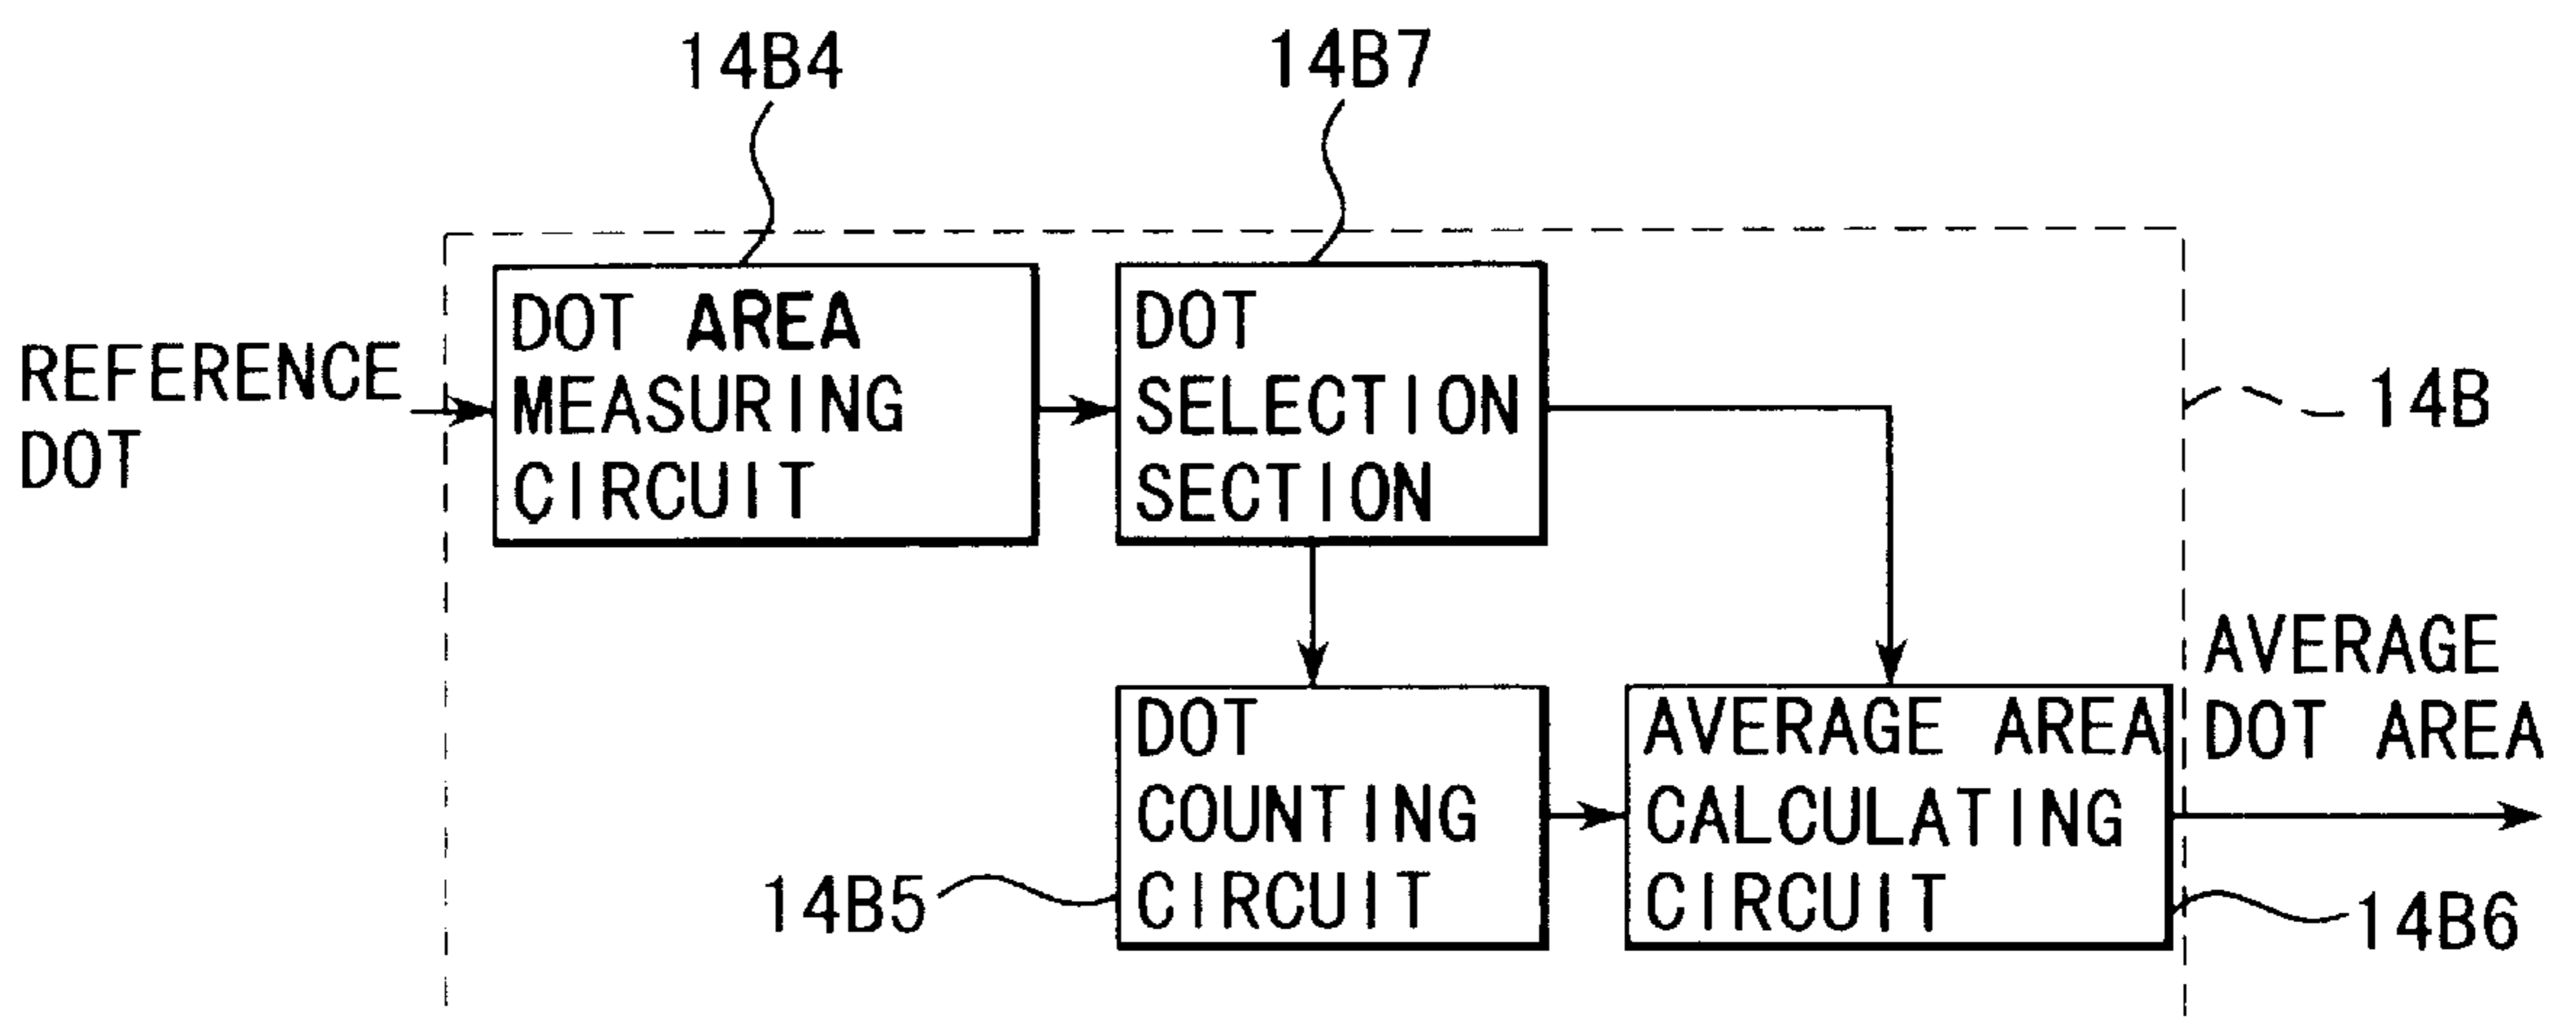 14B4
14B7
REFERENCE
DOT
DOT AREA
MEASURING
CIRCUIT
DOT
SELECTION
SECTION
14B
DOT
COUNTING
CIRCUIT
14B5
AVERAGE AREA
CALCULATING
CIRCUIT
14B6
AVERAGE
DOT AREA